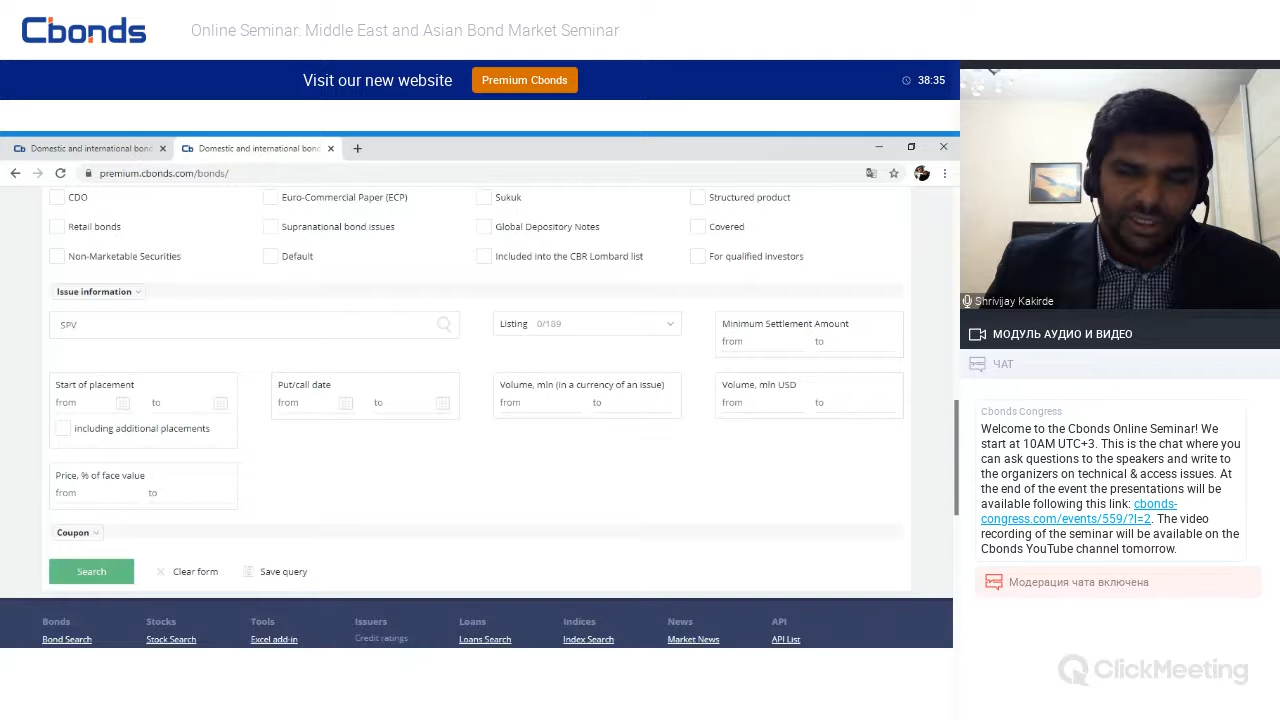 Cbonds
Online Seminar: Middle East and Asian Bond Market Seminar
Visit our new website
Premium Cbonds
38:35
Cb Domestic and international bond
Cb Domestic and international bond
premium.cbonds.com/bonds/
CDO
Euro-Commercial Paper (ECP)
Sukuk
Structured product
Retail bonds
Supranational bond issues
Global Depository Notes
Covered
Non-Marketable Securities
Default
Included into the CBR Lombard list
For qualified investors
Issue information
SPV
Listing 0/189
Minimum Settlement Amount
from to
Start of placement
from to
including additional placements
Put/call date
from to
Volume, mln (in a currency of an issue)
from to
Volume, mln USD
from to
Price, % of face value
from to
Coupon
Search
Clear form
Save query
Bonds
Stocks
Tools
Issuers
Loans
Indices
News
API
Bond Search
Stock Search
Excel add-in
Credit ratings
Loans Search
Index Search
Market News
API List
Shrivijay Kakirde
МОДУЛЬ АУДИО И ВИДЕО
ЧАТ
Cbonds Congress
Welcome to the Cbonds Online Seminar! We
start at 10AM UTC+3. This is the chat where you
can ask questions to the speakers and write to
the organizers on technical & access issues. At
the end of the event the presentations will be
available following this link: cbonds-
congress.com/events/559/?l=2. The video
recording of the seminar will be available on the
Cbonds YouTube channel tomorrow.
Модерация чата включена
ClickMeeting